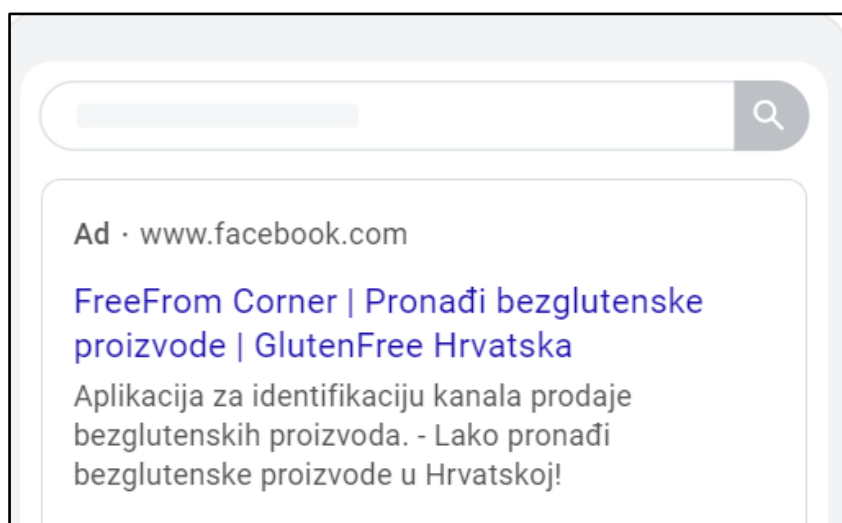 Ad · www.facebook.com
FreeFrom Corner | Pronađi bezglutenske
proizvode | GlutenFree Hrvatska
Aplikacija za identifikaciju kanala prodaje
bezglutenskih proizvoda. - Lako pronađi
bezglutenske proizvode u Hrvatskoj!